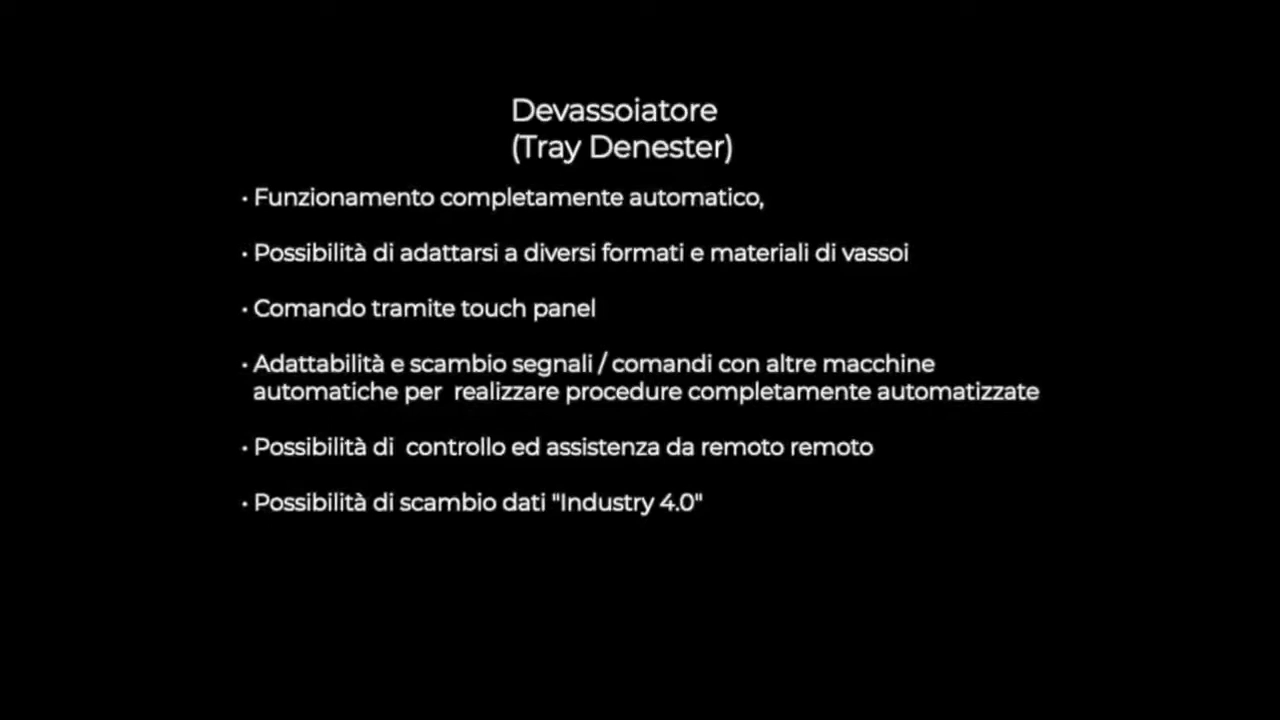 Devassoiatore
(Tray Denester)
• Funzionamento completamente automatico,
• Possibilità di adattarsi a diversi formati e materiali di vassoi
• Comando tramite touch panel
• Adattabilità e scambio segnali / comandi con altre macchine
automatiche per  realizzare procedure completamente automatizzate
• Possibilità di  controllo ed assistenza da remoto remoto
• Possibilità di scambio dati "Industry 4.0"